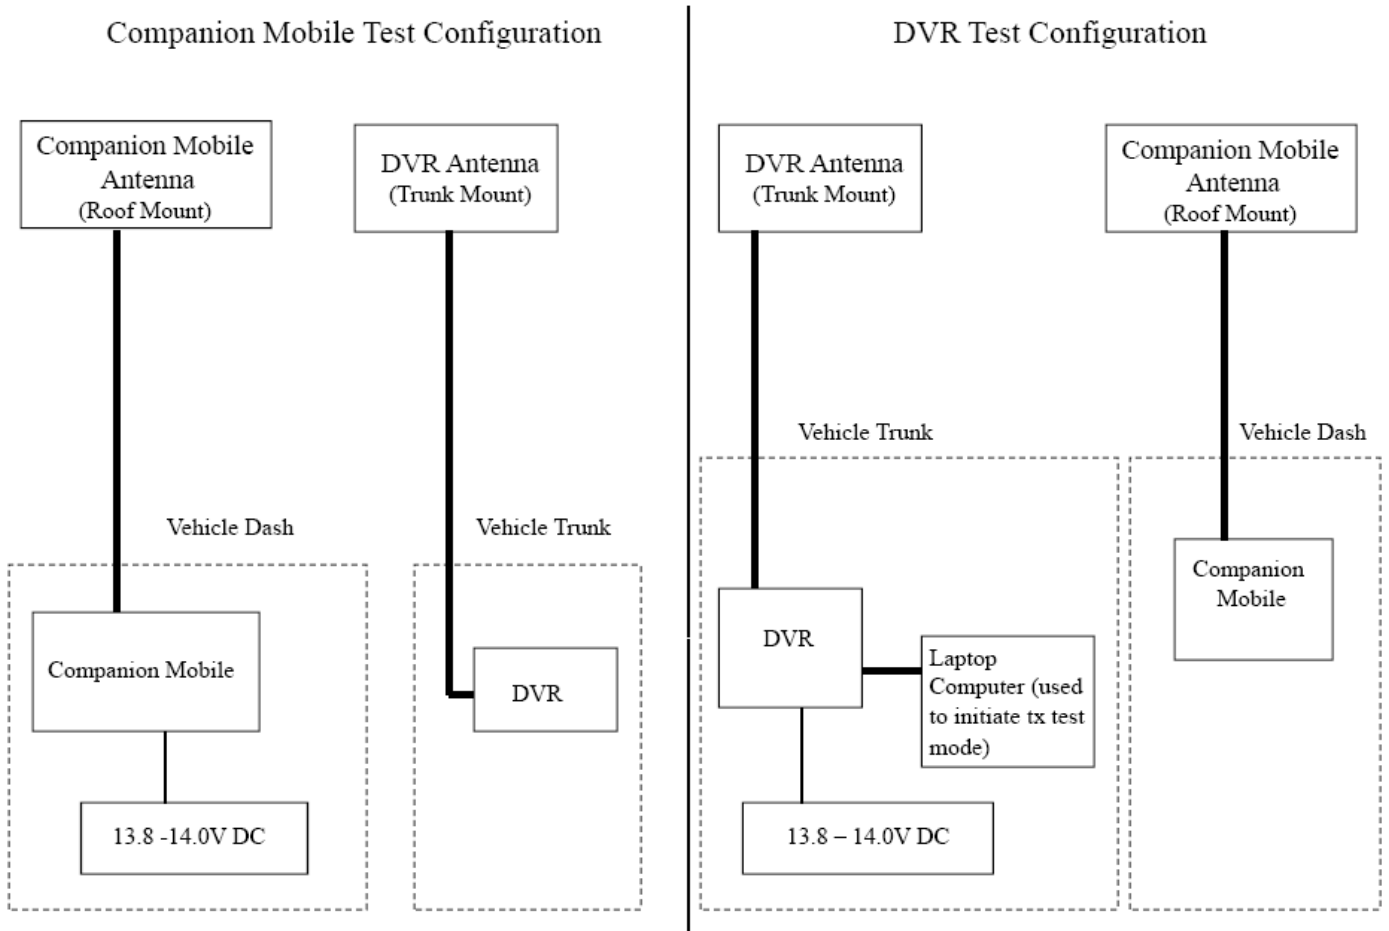 Companion Mobile Test Configuration
Companion Mobile
Antenna
(Roof Mount)
DVR Antenna
(Trunk Mount)
Vehicle Dash
Vehicle Trunk
Companion Mobile
DVR
13.8 -14.0V DC
DVR Test Configuration
DVR Antenna
(Trunk Mount)
Companion Mobile
Antenna
(Roof Mount)
Vehicle Trunk
Vehicle Dash
DVR
Laptop
Computer (used
to initiate tx test
mode)
Companion
Mobile
13.8 – 14.0V DC